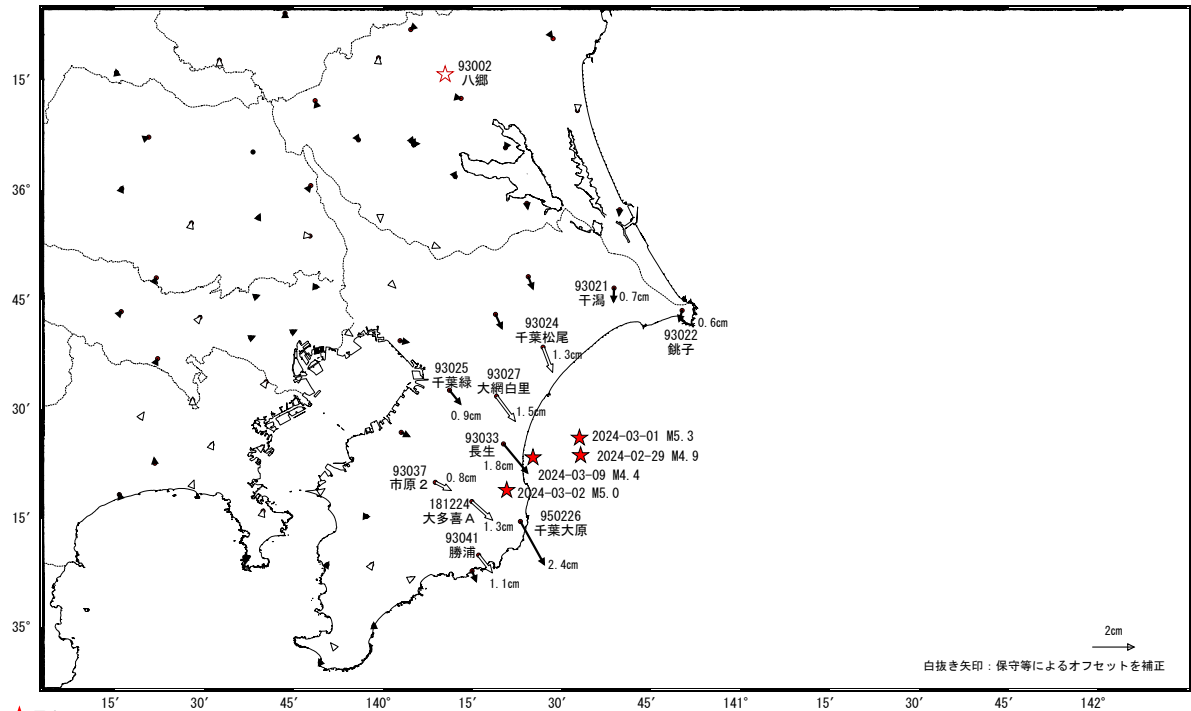 93002
八郷
15′
36°
45′
30′
15′
35°
93021
干潟
0.7cm
93022
銚子
0.6cm
93024
千葉松尾
1.3cm
93025
千葉緑
0.9cm
93027
大網白里
1.5cm
93033
長生
1.8cm
2024-03-01 M5.3
2024-02-29 M4.9
2024-03-09 M4.4
2024-03-02 M5.0
93037
市原２
0.8cm
181224
大多喜Ａ
1.3cm
950226
千葉大原
2.4cm
93041
勝浦
1.1cm
2cm
白抜き矢印：保守等によるオフセットを補正
15′ 30′ 45′ 140° 15′ 30′ 45′ 141° 15′ 30′ 45′ 142°